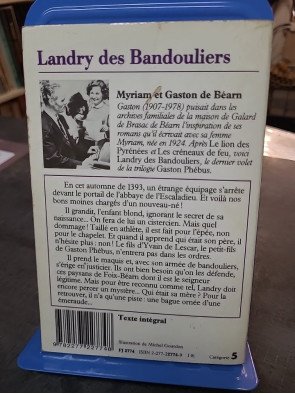 Landry des Bandouliers
Myriam et Gaston de Béarn
Gaston (1907-1978) puisait dans les
archives familiales de la maison de Galard
de Brassac de Béarn l'inspiration de ses
romans qu'il écrivait avec sa femme
Myriam, née en 1924. Après Le lion des
Pyrénées et Les créneaux de feu, voici
Landry des Bandouliers, le dernier volet
de la trilogie Gaston Phébus.
En cet automne de 1393, un étrange équipage s'arrête
devant le portail de l'abbaye de l'Escaladieu. Et voilà nos
bons moines chargés d'un nouveau-né !
Il grandit, l'enfant blond, ignorant le secret de sa
naissance... On fera de lui un cistercien. Mais quel
dommage ! Taillé en athlète, il est fait pour l'épée, non
pour le chapelet. Et quand il apprend qui était son père, il
n'hésite plus : non ! Le fils d'Yvain de Lescar, le petit-fils
de Gaston Phébus, n'entrera pas dans les ordres.
Il prend le maquis et, avec son armée de bandouliers,
s'érige en justicier. Ils ont bien besoin qu'on les défende,
ces paysans de Foix-Béarn dont il est le seigneur
légitime. Mais pour être reconnu comme tel, Landry doit
encore percer un mystère... Qui était sa mère ? Pour la
retrouver, il n'a qu'une piste : une bague ornée d'une
émeraude...
Texte intégral
Illustration de Michel Gourdon
9782277227748
ISBN 2-277-22774-3
Catégorie 5